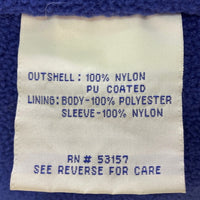 OUTSHELL: 100% NYLON
PU COATED
LINING: BODY-100% POLYESTER
SLEEVE-100% NYLON
RN # 53157
SEE REVERSE FOR CARE